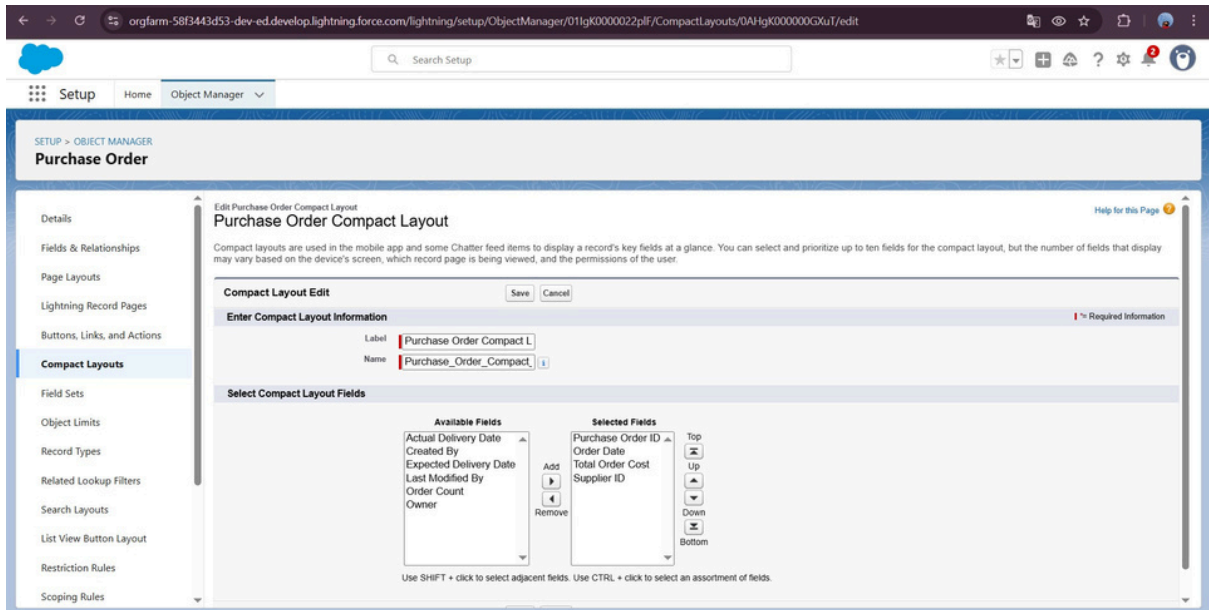 orgfarm-58f3443d53-dev-ed.develop.lightning.force.com/lightning/setup/ObjectManager/01IgK0000022plF/CompactLayouts/0AHgK000000GXuT/edit
Search Setup
2
Setup Home Object Manager
SETUP > OBJECT MANAGER
Purchase Order
Details
Fields & Relationships
Page Layouts
Lightning Record Pages
Buttons, Links, and Actions
Compact Layouts
Field Sets
Object Limits
Record Types
Related Lookup Filters
Search Layouts
List View Button Layout
Restriction Rules
Scoping Rules
Edit Purchase Order Compact Layout
Purchase Order Compact Layout
Help for this Page ?
Compact layouts are used in the mobile app and some Chatter feed items to display a record's key fields at a glance. You can select and prioritize up to ten fields for the compact layout, but the number of fields that display
may vary based on the device's screen, which record page is being viewed, and the permissions of the user.
Compact Layout Edit Save Cancel
Enter Compact Layout Information
*= Required Information
Label Purchase Order Compact L
Name Purchase_Order_Compact_ i
Select Compact Layout Fields
Available Fields
Actual Delivery Date
Created By
Expected Delivery Date
Last Modified By
Order Count
Owner
Add
Remove
Selected Fields
Purchase Order ID
Order Date
Total Order Cost
Supplier ID
Top
Up
Down
Bottom
Use SHIFT + click to select adjacent fields. Use CTRL + click to select an assortment of fields.